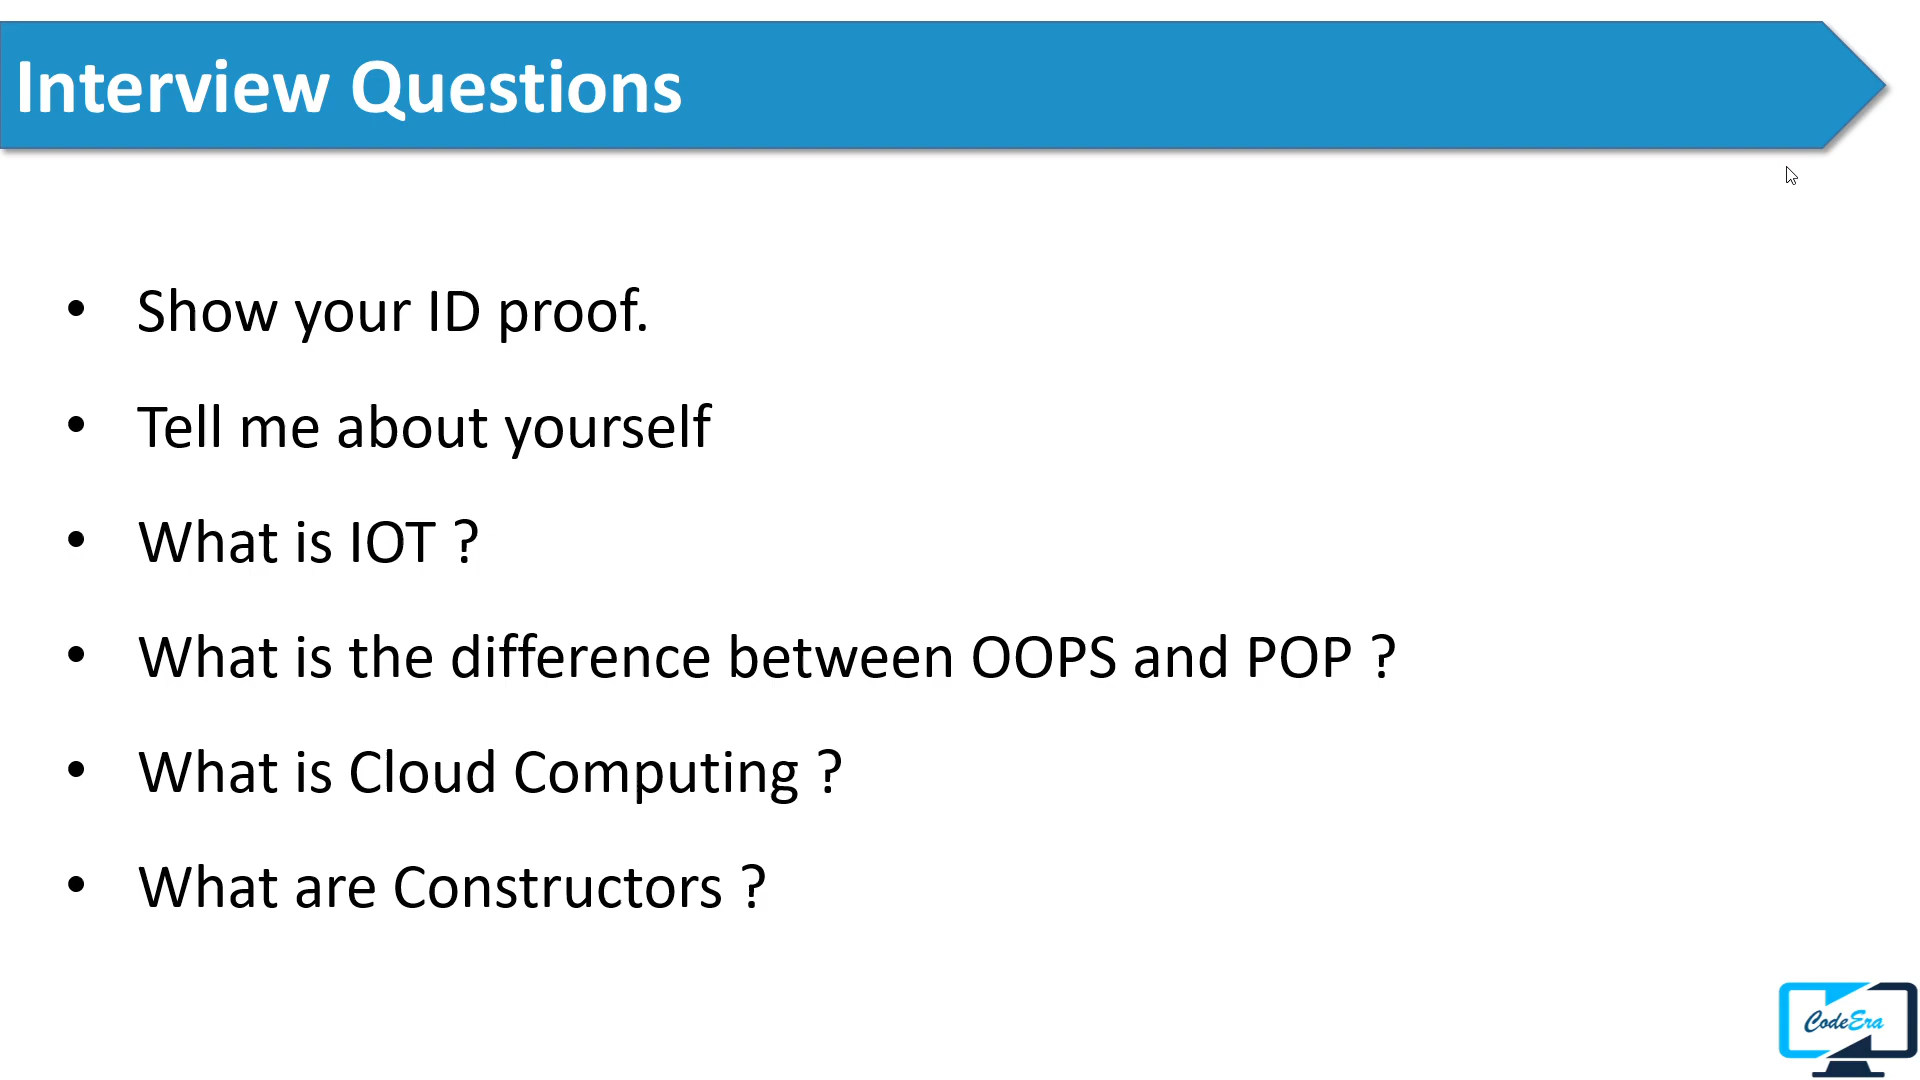 Interview Questions
• Show your ID proof.
• Tell me about yourself
• What is IOT ?
• What is the difference between OOPS and POP ?
• What is Cloud Computing ?
• What are Constructors ?
CodeEra